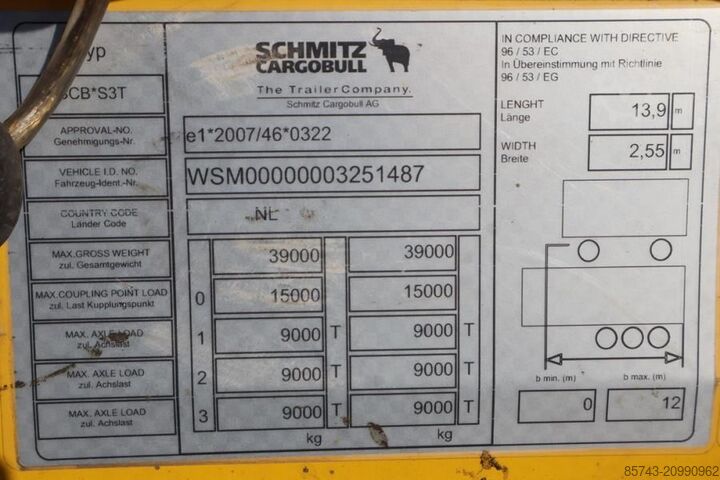 SCHMITZ
CARGOBULL
The Trailer Company.
Schmitz Cargobull AG
yp
SCB*S3T
APPROVAL-NO.
Genehmigungs-Nr.
e1*2007/46*0322
VEHICLE I.D. NO.
Fahrzeug-Ident.-Nr.
WSM00000003251487
COUNTRY CODE
Länder Code
NL
MAX.GROSS WEIGHT
zul. Gesamtgewicht
39000 39000
MAX.COUPLING POINT LOAD
zul. Last Kupplungspunkt
0 15000 15000
MAX. AXLE LOAD
zul. Achslast
1 9000 T 9000 T
MAX. AXLE LOAD
zul. Achslast
2 9000 T 9000 T
MAX. AXLE LOAD
zul. Achslast
3 9000 T 9000 T
kg kg
IN COMPLIANCE WITH DIRECTIVE
96 / 53 / EC
In Übereinstimmung mit Richtlinie
96 / 53 / EG
LENGHT
Länge
13,9 m
WIDTH
Breite
2,55 m
b min. (m) b max. (m)
0 12
85743-20990962